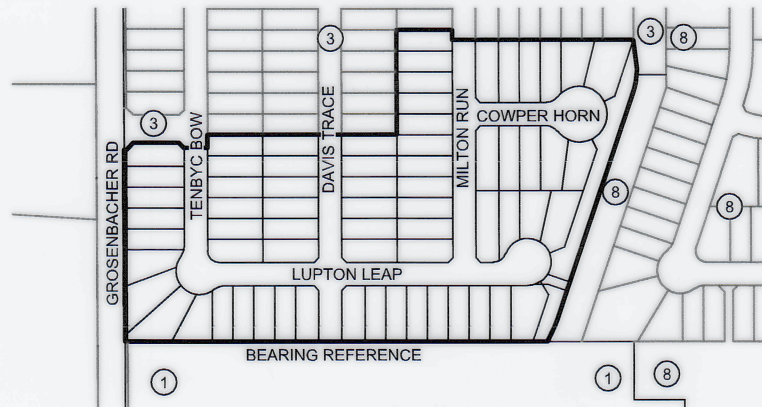 3
3
8
3
COWPER HORN
GROSENBACHER RD
TENBYC BOW
DAVIS TRACE
MILTON RUN
8
8
LUPTON LEAP
BEARING REFERENCE
1
1
8